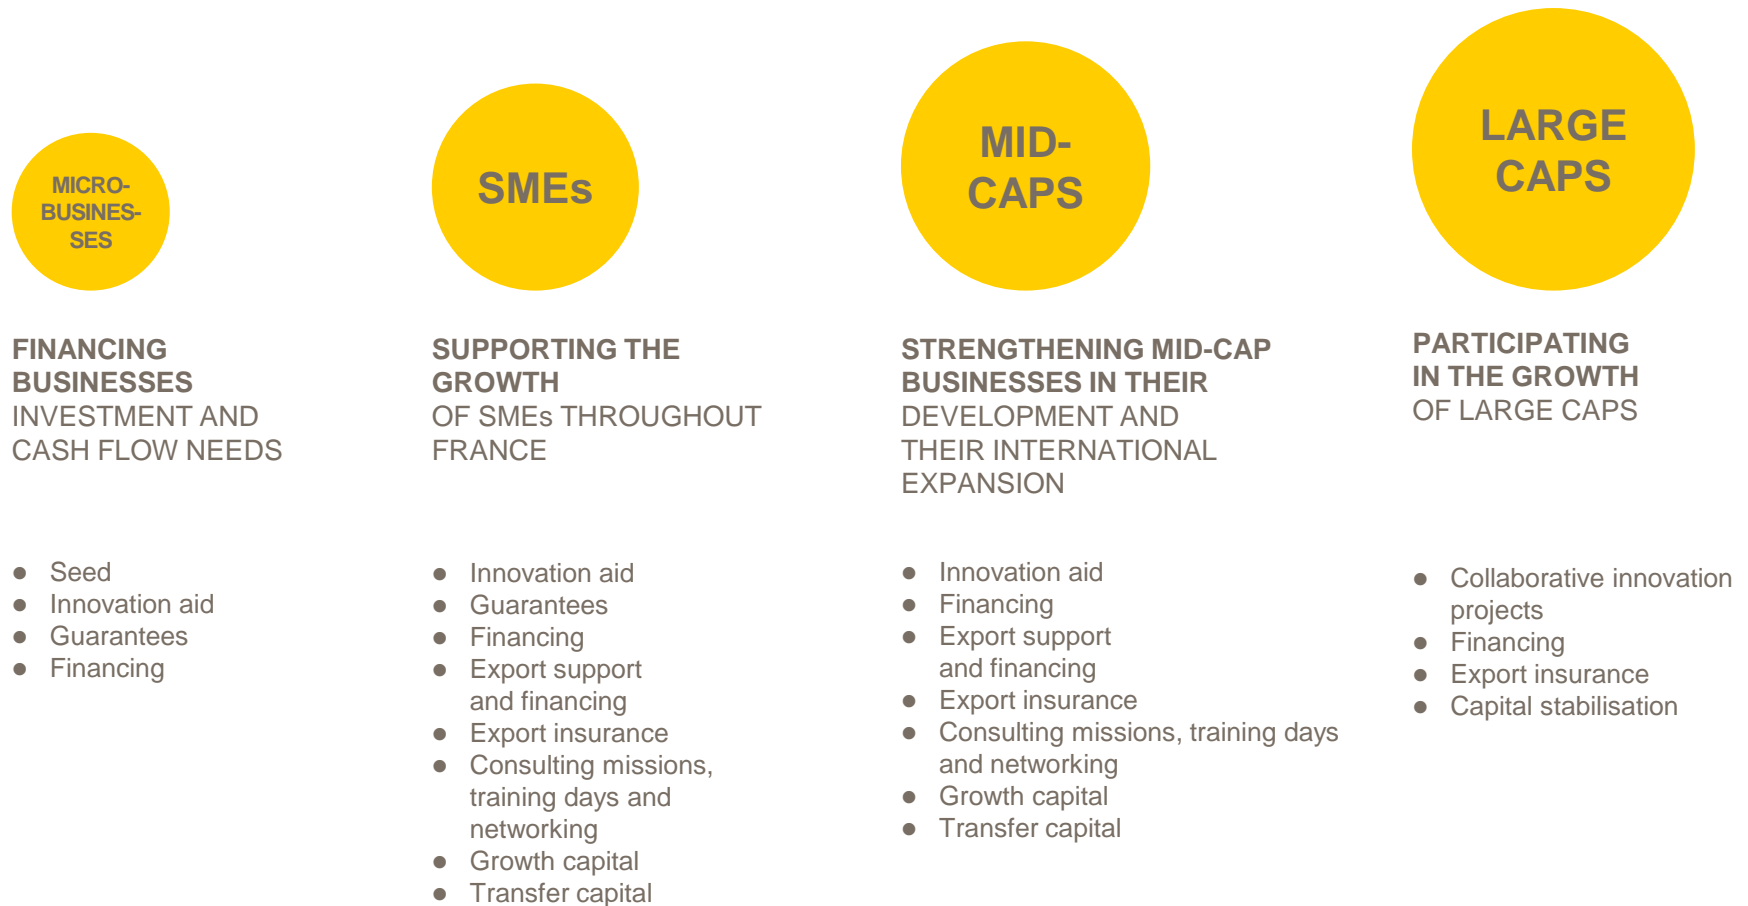 MICRO-
BUSINES-
SES
SMEs
MID-
CAPS
LARGE
CAPS
FINANCING
BUSINESSES
INVESTMENT AND
CASH FLOW NEEDS
SUPPORTING THE
GROWTH
OF SMEs THROUGHOUT
FRANCE
STRENGTHENING MID-CAP
BUSINESSES IN THEIR
DEVELOPMENT AND
THEIR INTERNATIONAL
EXPANSION
PARTICIPATING
IN THE GROWTH
OF LARGE CAPS
● Seed
● Innovation aid
● Guarantees
● Financing
● Innovation aid
● Guarantees
● Financing
● Export support
and financing
● Export insurance
● Consulting missions,
training days and
networking
● Growth capital
● Transfer capital
● Innovation aid
● Financing
● Export support
and financing
● Export insurance
● Consulting missions, training days
and networking
● Growth capital
● Transfer capital
● Collaborative innovation
projects
● Financing
● Export insurance
● Capital stabilisation